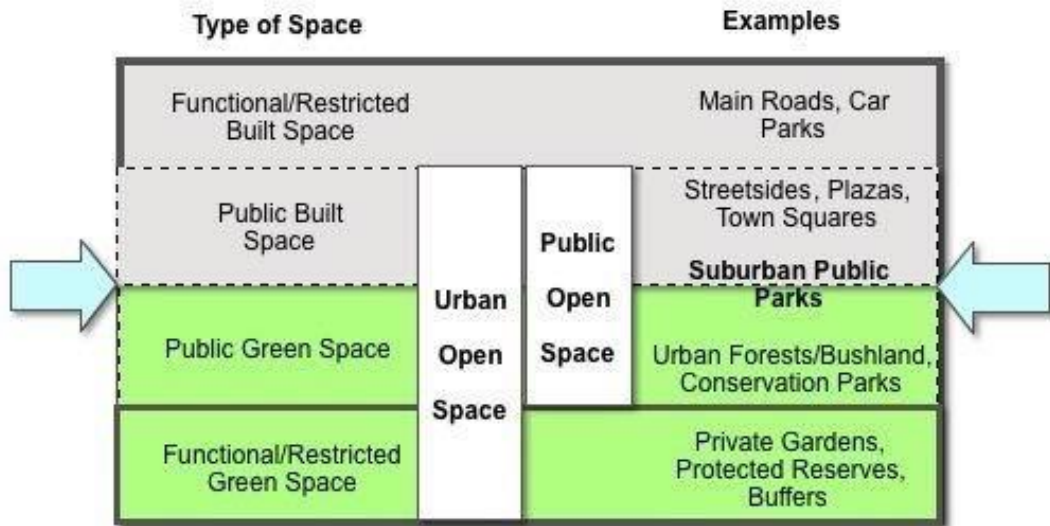 Type of Space
Examples
Functional/Restricted
Built Space
Main Roads, Car
Parks
Public Built
Space
Streetsides, Plazas,
Town Squares
Suburban Public
Parks
Urban
Open
Space
Public
Open
Space
Public Green Space
Urban Forests/Bushland,
Conservation Parks
Functional/Restricted
Green Space
Private Gardens,
Protected Reserves,
Buffers